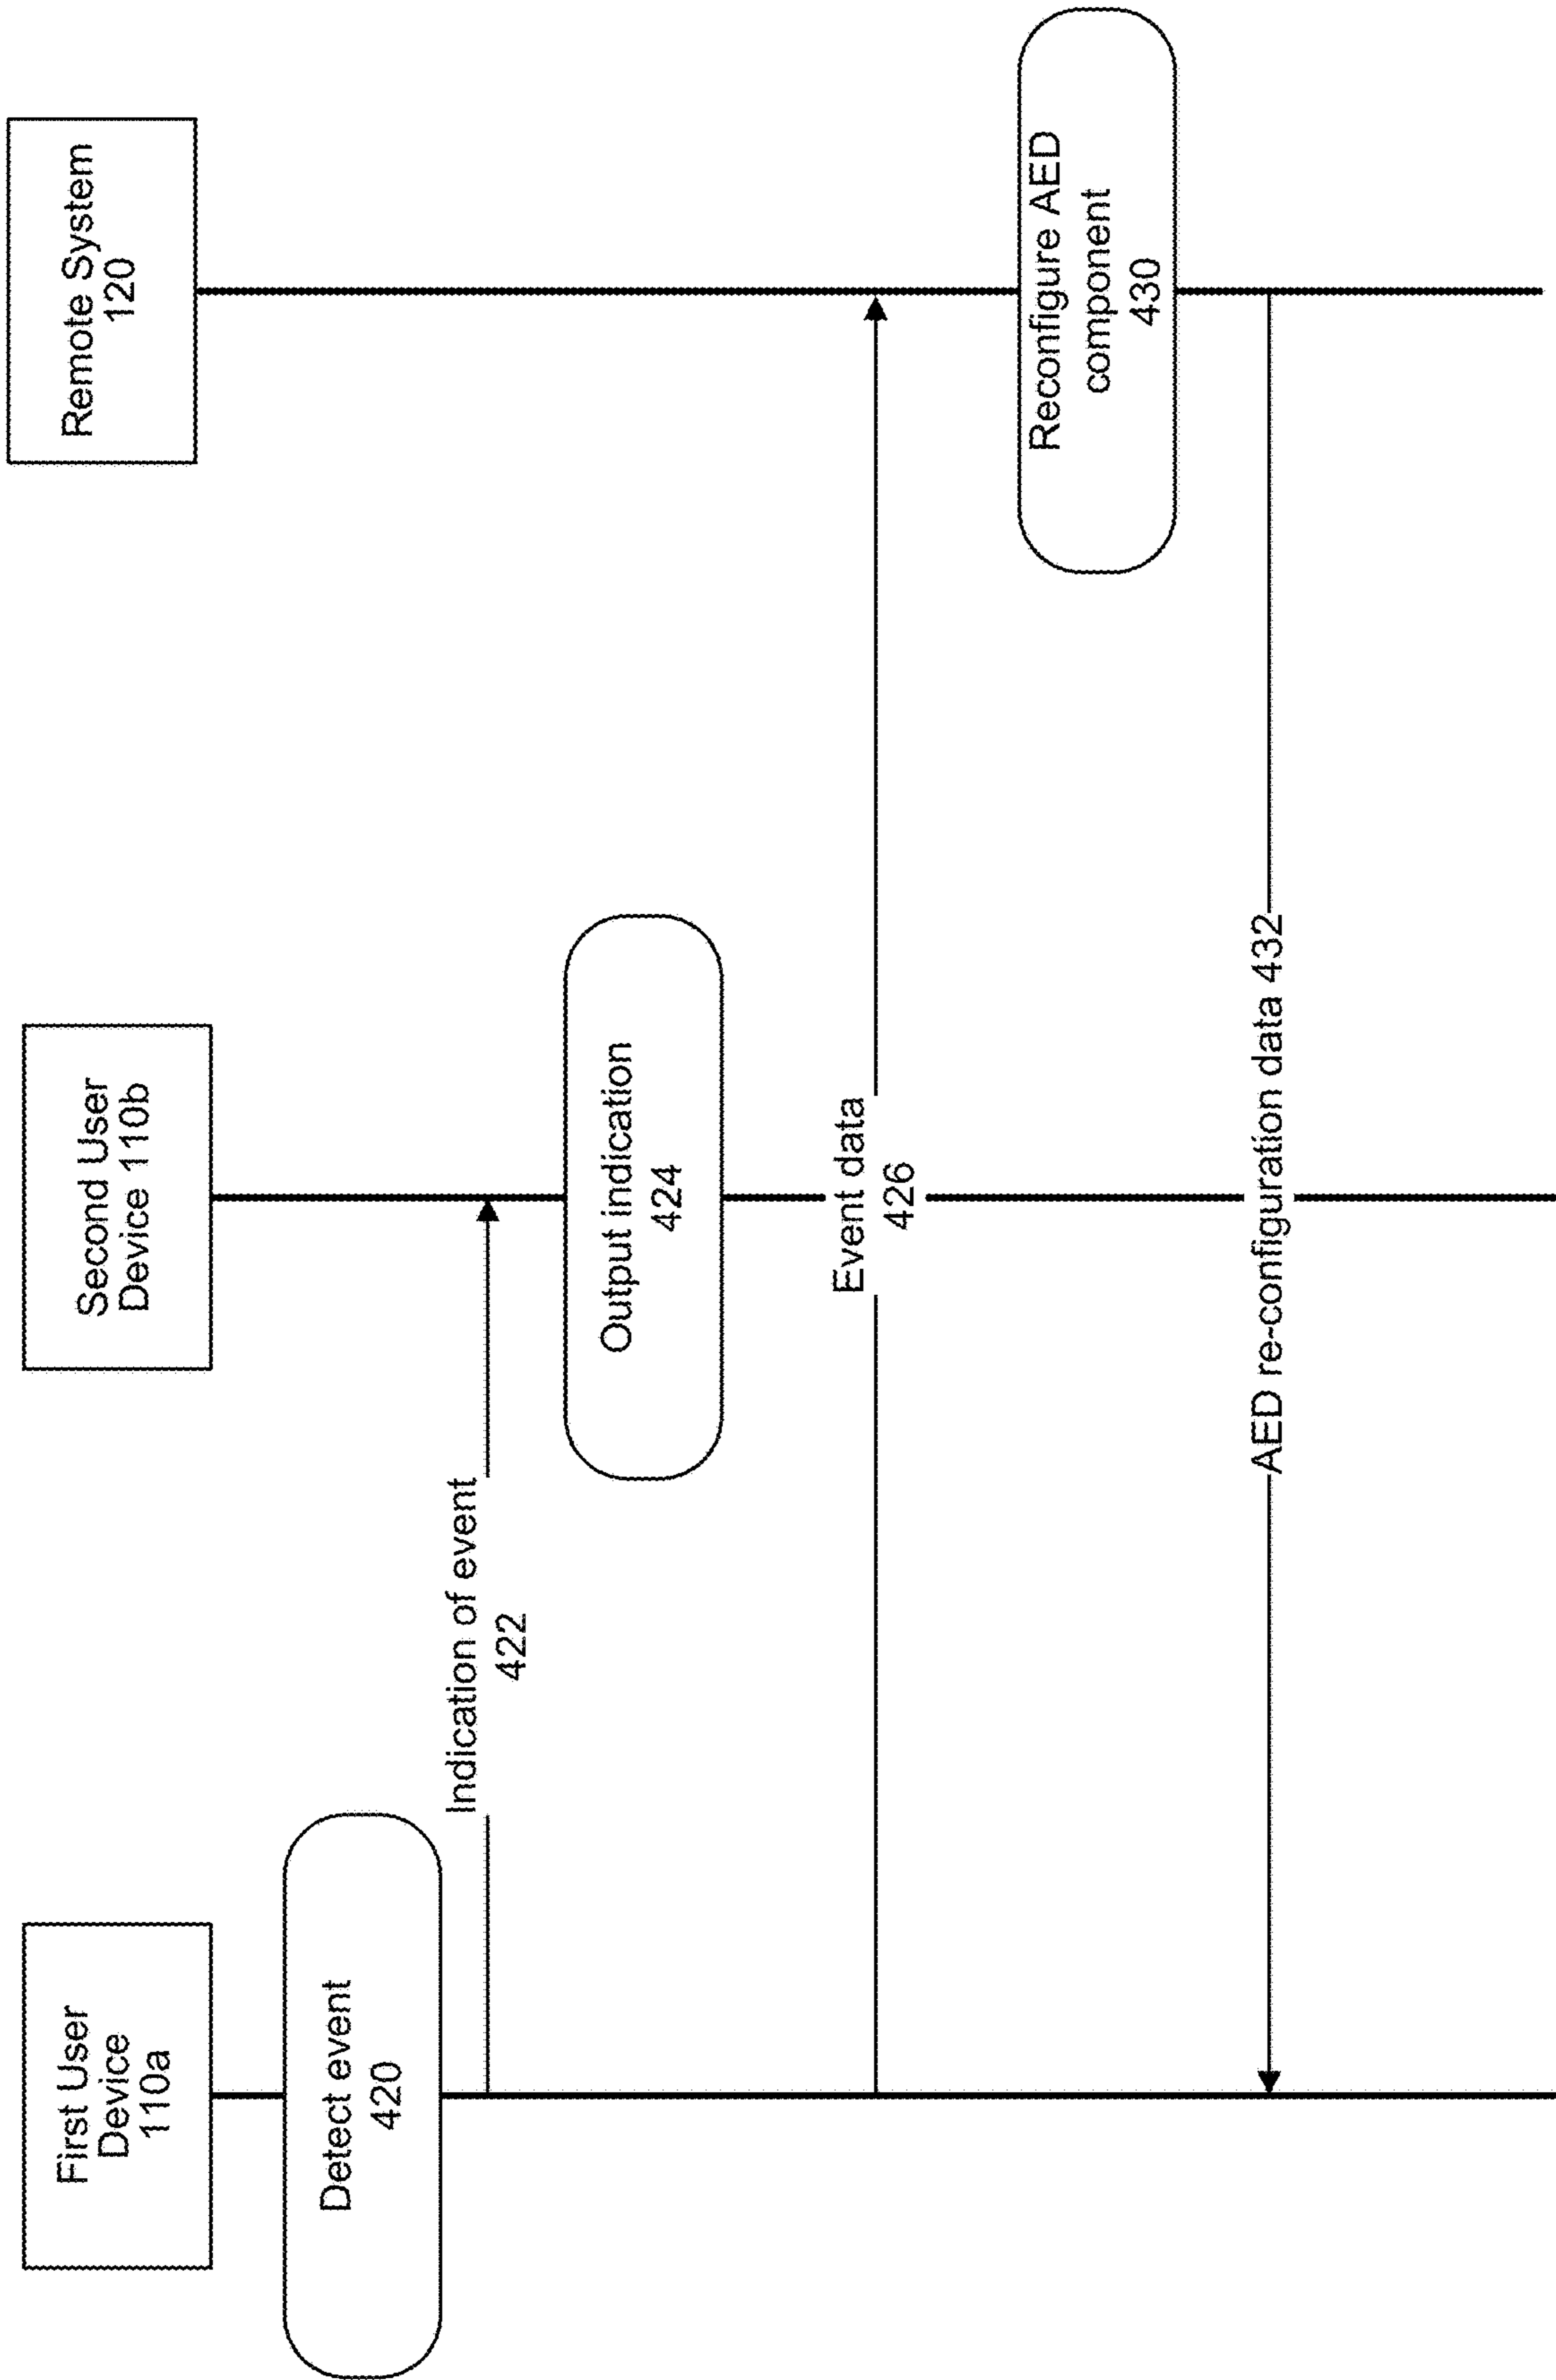 First User
Device
110a
Second User
Device 110b
Remote System
120
Detect event
420
Indication of event
422
Output indication
424
Event data
426
Reconfigure AED
component
430
AED re-configuration data 432